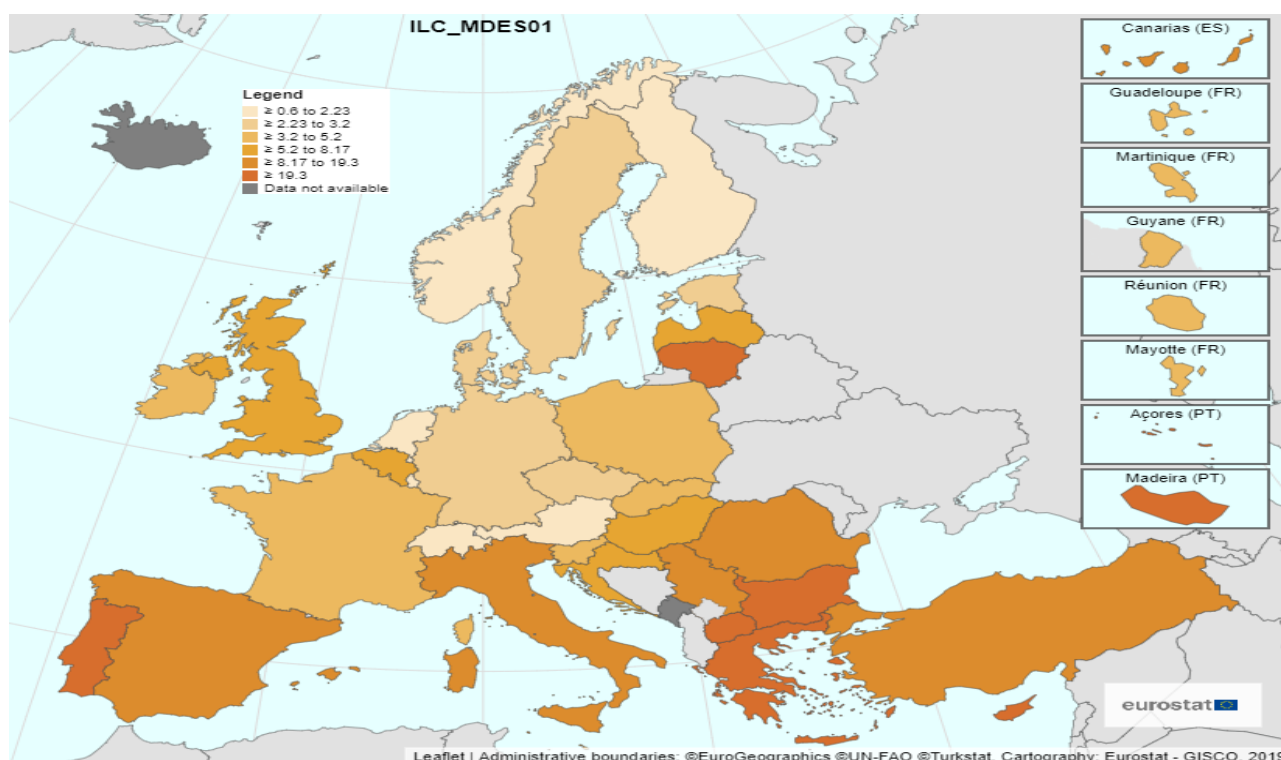 ILC_MDES01
Legend
≥ 0.6 to 2.23
≥ 2.23 to 3.2
≥ 3.2 to 5.2
≥ 5.2 to 8.17
≥ 8.17 to 19.3
≥ 19.3
Data not available
Canarias (ES)
Guadeloupe (FR)
Martinique (FR)
Guyane (FR)
Réunion (FR)
Mayotte (FR)
Açores (PT)
Madeira (PT)
eurostat
Leaflet | Administrative boundaries: ©EuroGeographics ©UN-FAO ©Turkstat, Cartography: Eurostat - GISCO, 2019